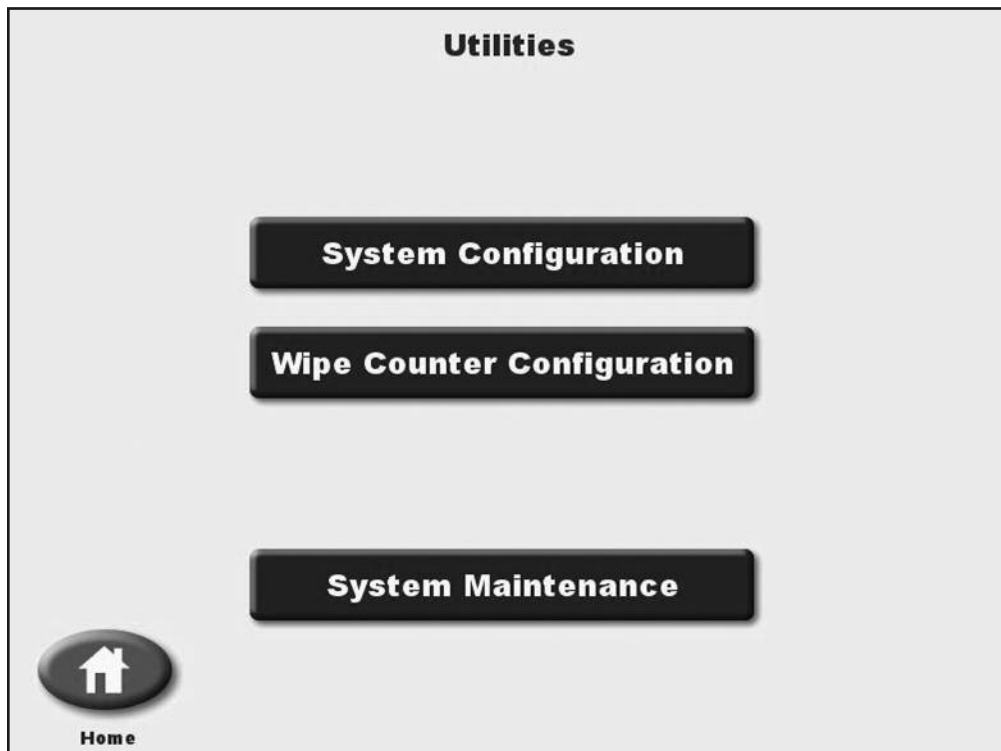 Utilities
System Configuration
Wipe Counter Configuration
System Maintenance
Home